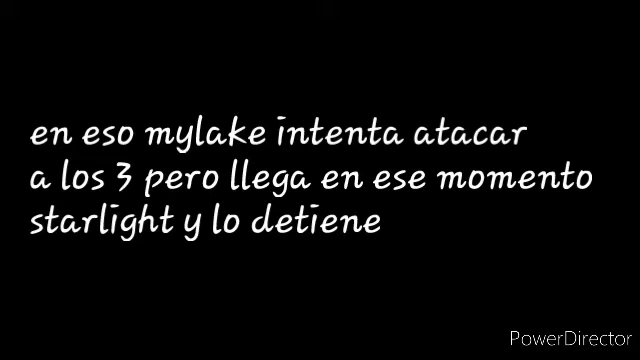 en eso mylake intenta atacar
a los 3 pero llega en ese momento
starlight y lo detiene
PowerDirector